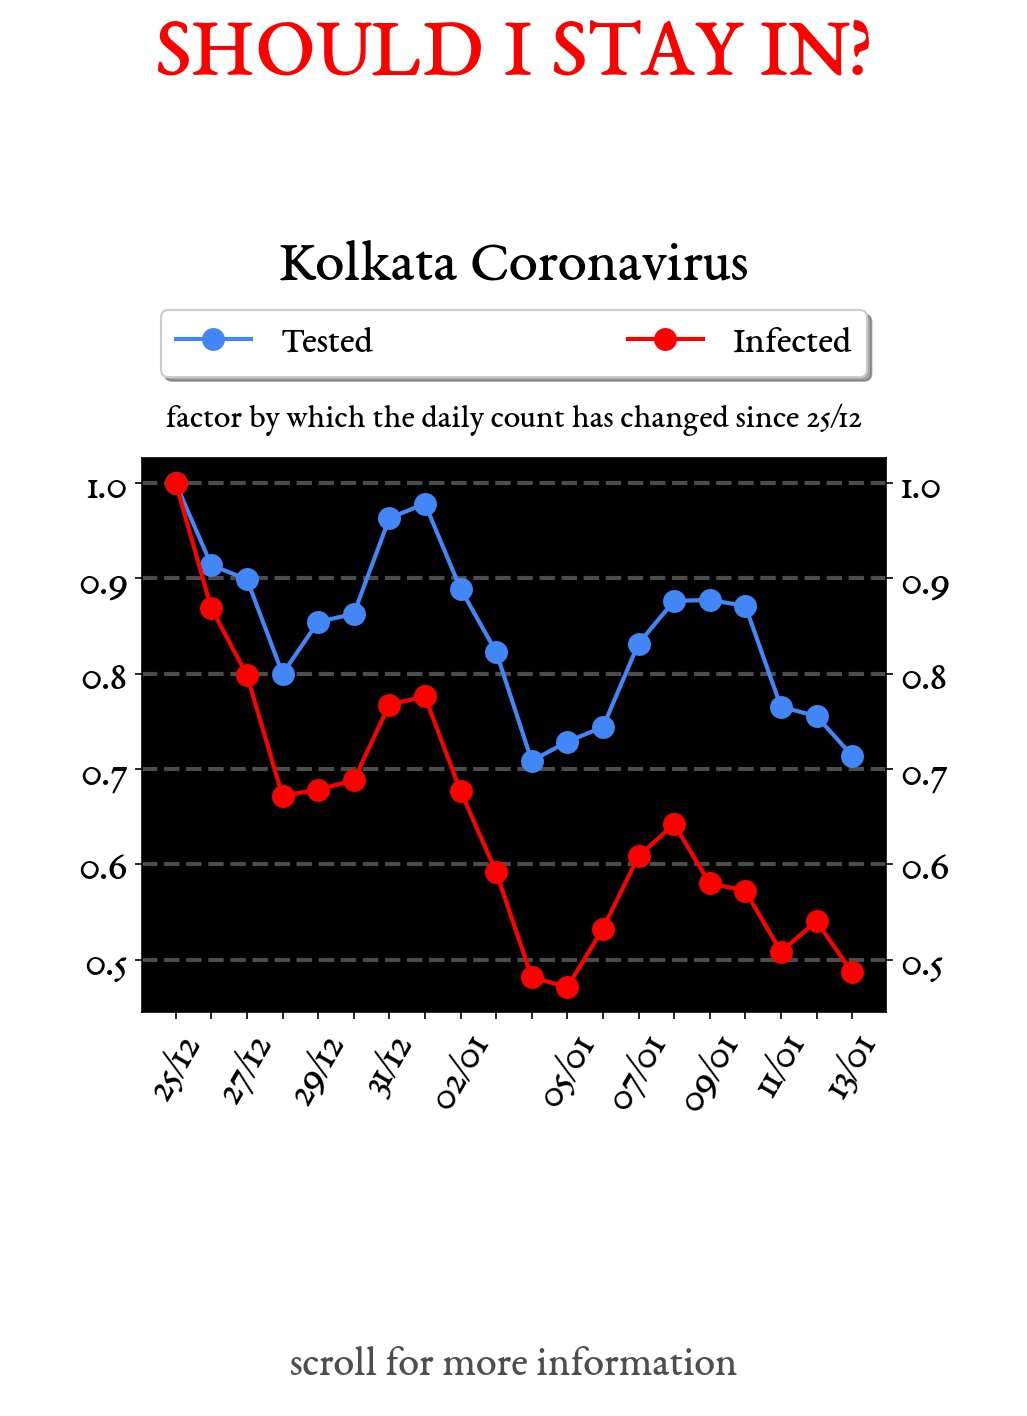 SHOULD I STAY IN?
Kolkata Coronavirus
Tested Infected
factor by which the daily count has changed since 25/12
1.0 1.0
0.9 0.9
0.8 0.8
0.7 0.7
0.6 0.6
0.5 0.5
25/12 27/12 29/12 31/12 02/01 05/01 07/01 09/01 11/01 13/01
scroll for more information